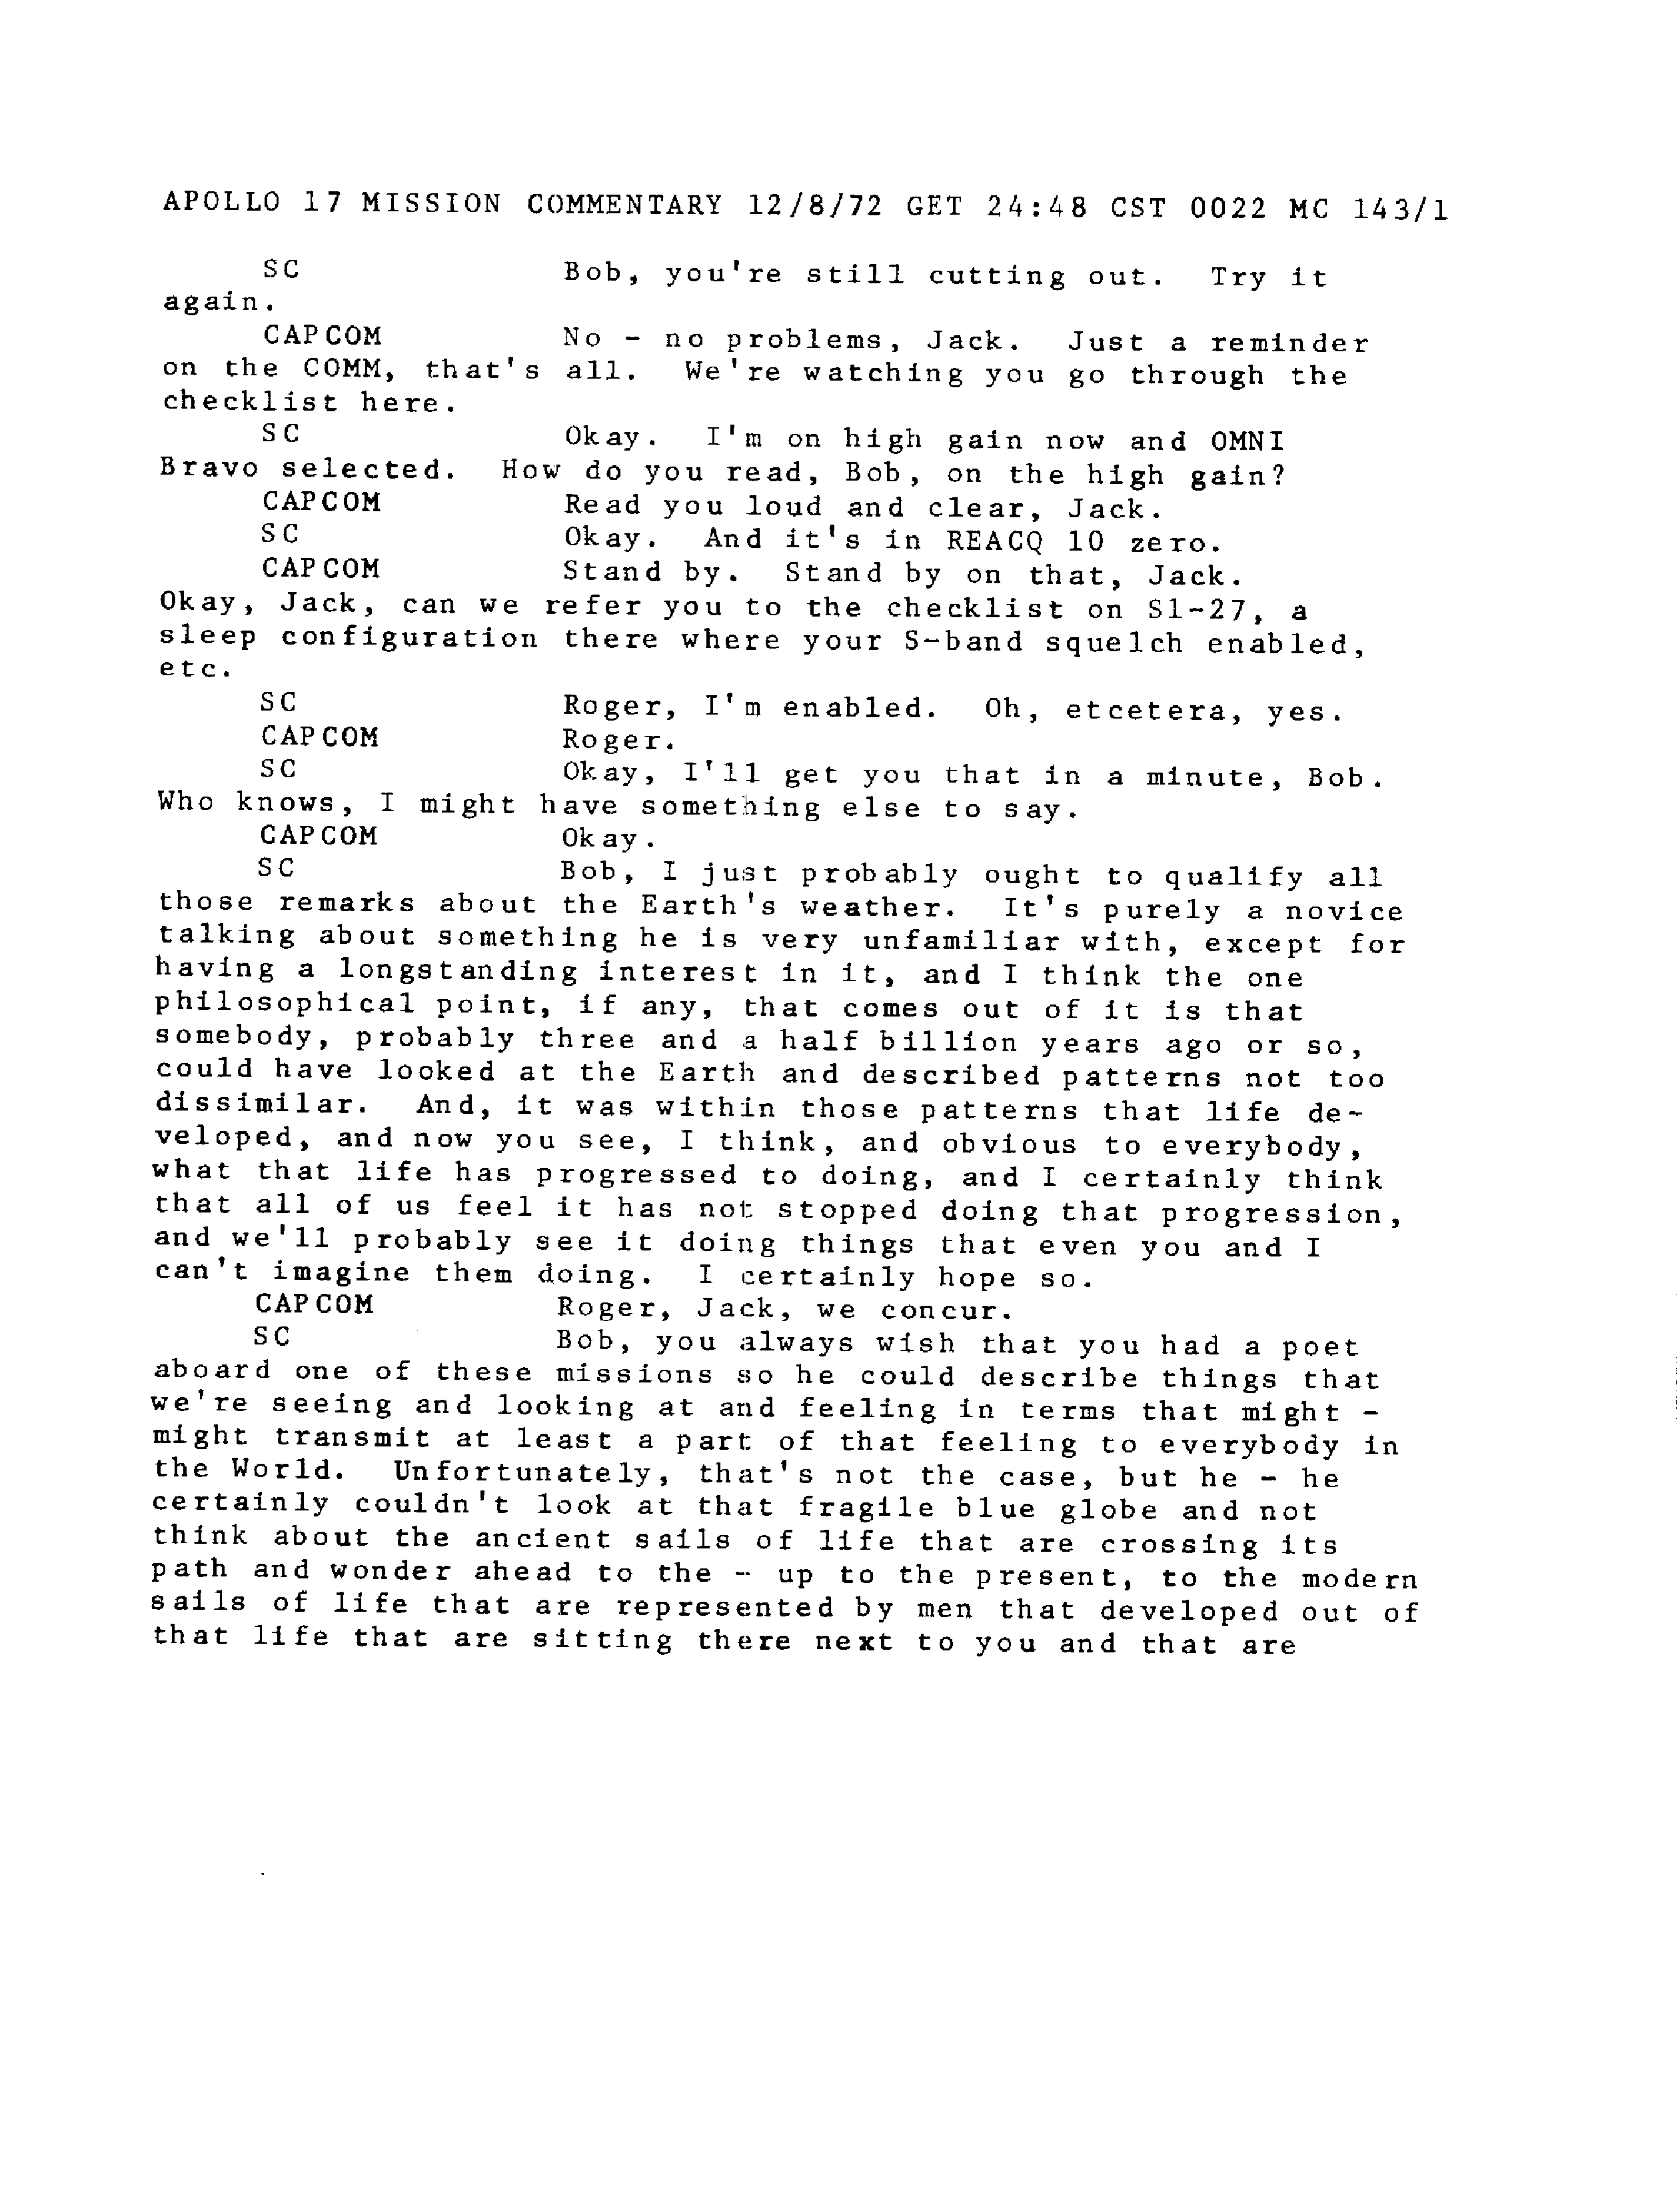 APOLLO 17 MISSION COMMENTARY 12/8/72 GET 24:48 CST 0022 MC 143/1
SC Bob, you're still cutting out. Try it
again.
CAPCOM No - no problems, Jack. Just a reminder
on the COMM, that's all. We're watching you go through the
checklist here.
SC Okay. I'm on high gain now and OMNI
Bravo selected. How do you read, Bob, on the high gain?
CAPCOM Read you loud and clear, Jack.
SC Okay. And it's in REACQ 10 zero.
CAPCOM Stand by. Stand by on that, Jack.
Okay, Jack, can we refer you to the checklist on S1-27, a
sleep configuration there where your S-band squelch enabled,
etc.
SC Roger, I'm enabled. Oh, etcetera, yes.
CAPCOM Roger.
SC Okay, I'll get you that in a minute, Bob.
Who knows, I might have something else to say.
CAPCOM Okay.
SC Bob, I just probably ought to qualify all
those remarks about the Earth's weather. It's purely a novice
talking about something he is very unfamiliar with, except for
having a longstanding interest in it, and I think the one
philosophical point, if any, that comes out of it is that
somebody, probably three and a half billion years ago or so,
could have looked at the Earth and described patterns not too
dissimilar. And, it was within those patterns that life de-
veloped, and now you see, I think, and obvious to everybody,
what that life has progressed to doing, and I certainly think
that all of us feel it has not stopped doing that progression,
and we'll probably see it doing things that even you and I
can't imagine them doing. I certainly hope so.
CAPCOM Roger, Jack, we concur.
SC Bob, you always wish that you had a poet
aboard one of these missions so he could describe things that
we're seeing and looking at and feeling in terms that might -
might transmit at least a part of that feeling to everybody in
the World. Unfortunately, that's not the case, but he - he
certainly couldn't look at that fragile blue globe and not
think about the ancient sails of life that are crossing its
path and wonder ahead to the - up to the present, to the modern
sails of life that are represented by men that developed out of
that life that are sitting there next to you and that are